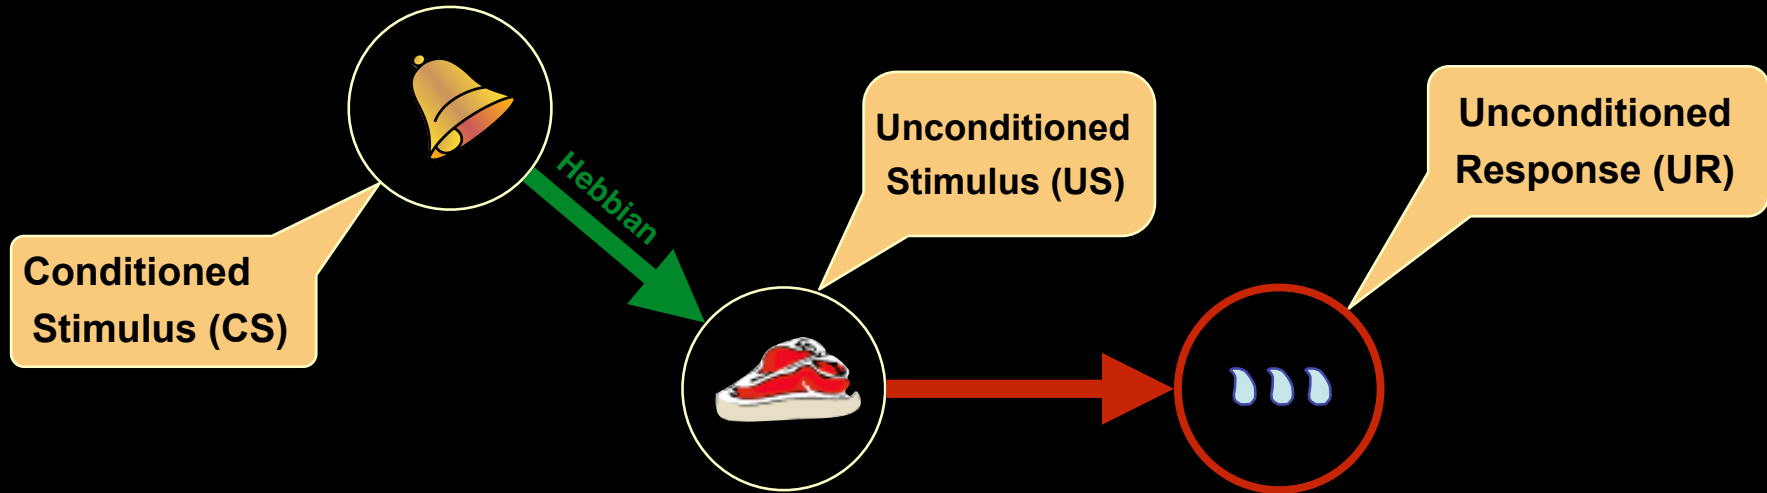 Conditioned
Stimulus (CS)
Hebbian
Unconditioned
Stimulus (US)
Unconditioned
Response (UR)